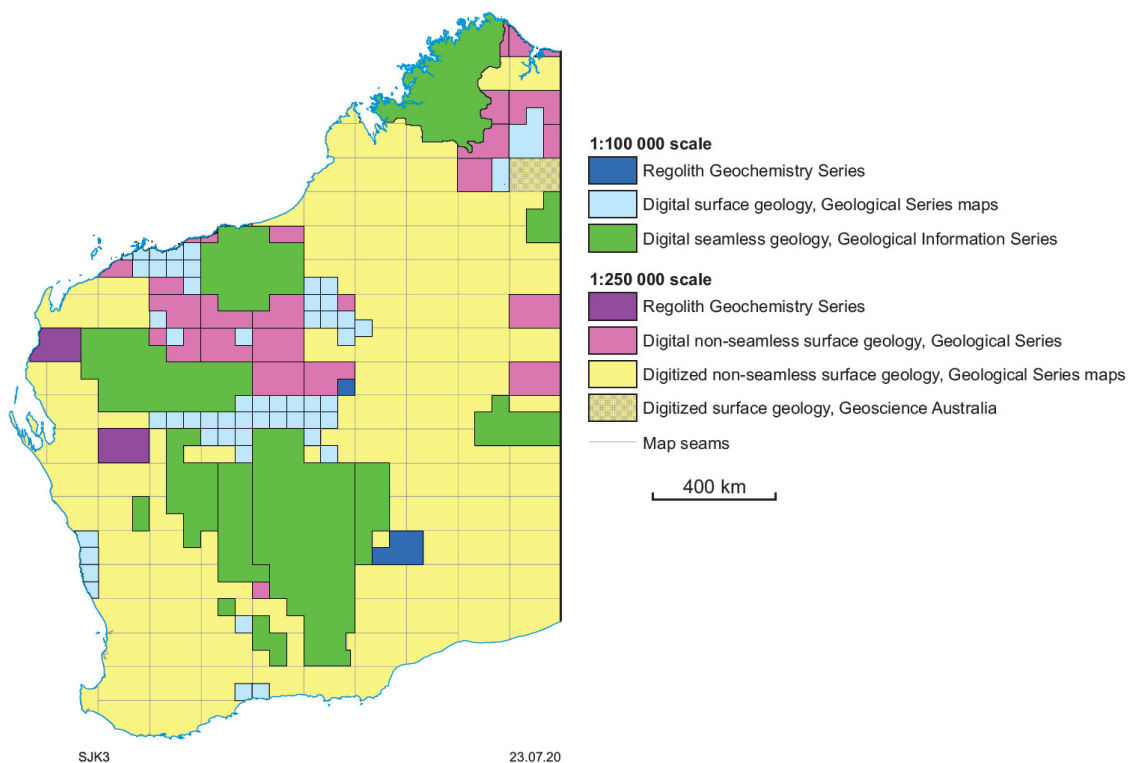 1:100 000 scale
Regolith Geochemistry Series
Digital surface geology, Geological Series maps
Digital seamless geology, Geological Information Series
1:250 000 scale
Regolith Geochemistry Series
Digital non-seamless surface geology, Geological Series
Digitized non-seamless surface geology, Geological Series maps
Digitized surface geology, Geoscience Australia
Map seams
400 km
SJK3
23.07.20